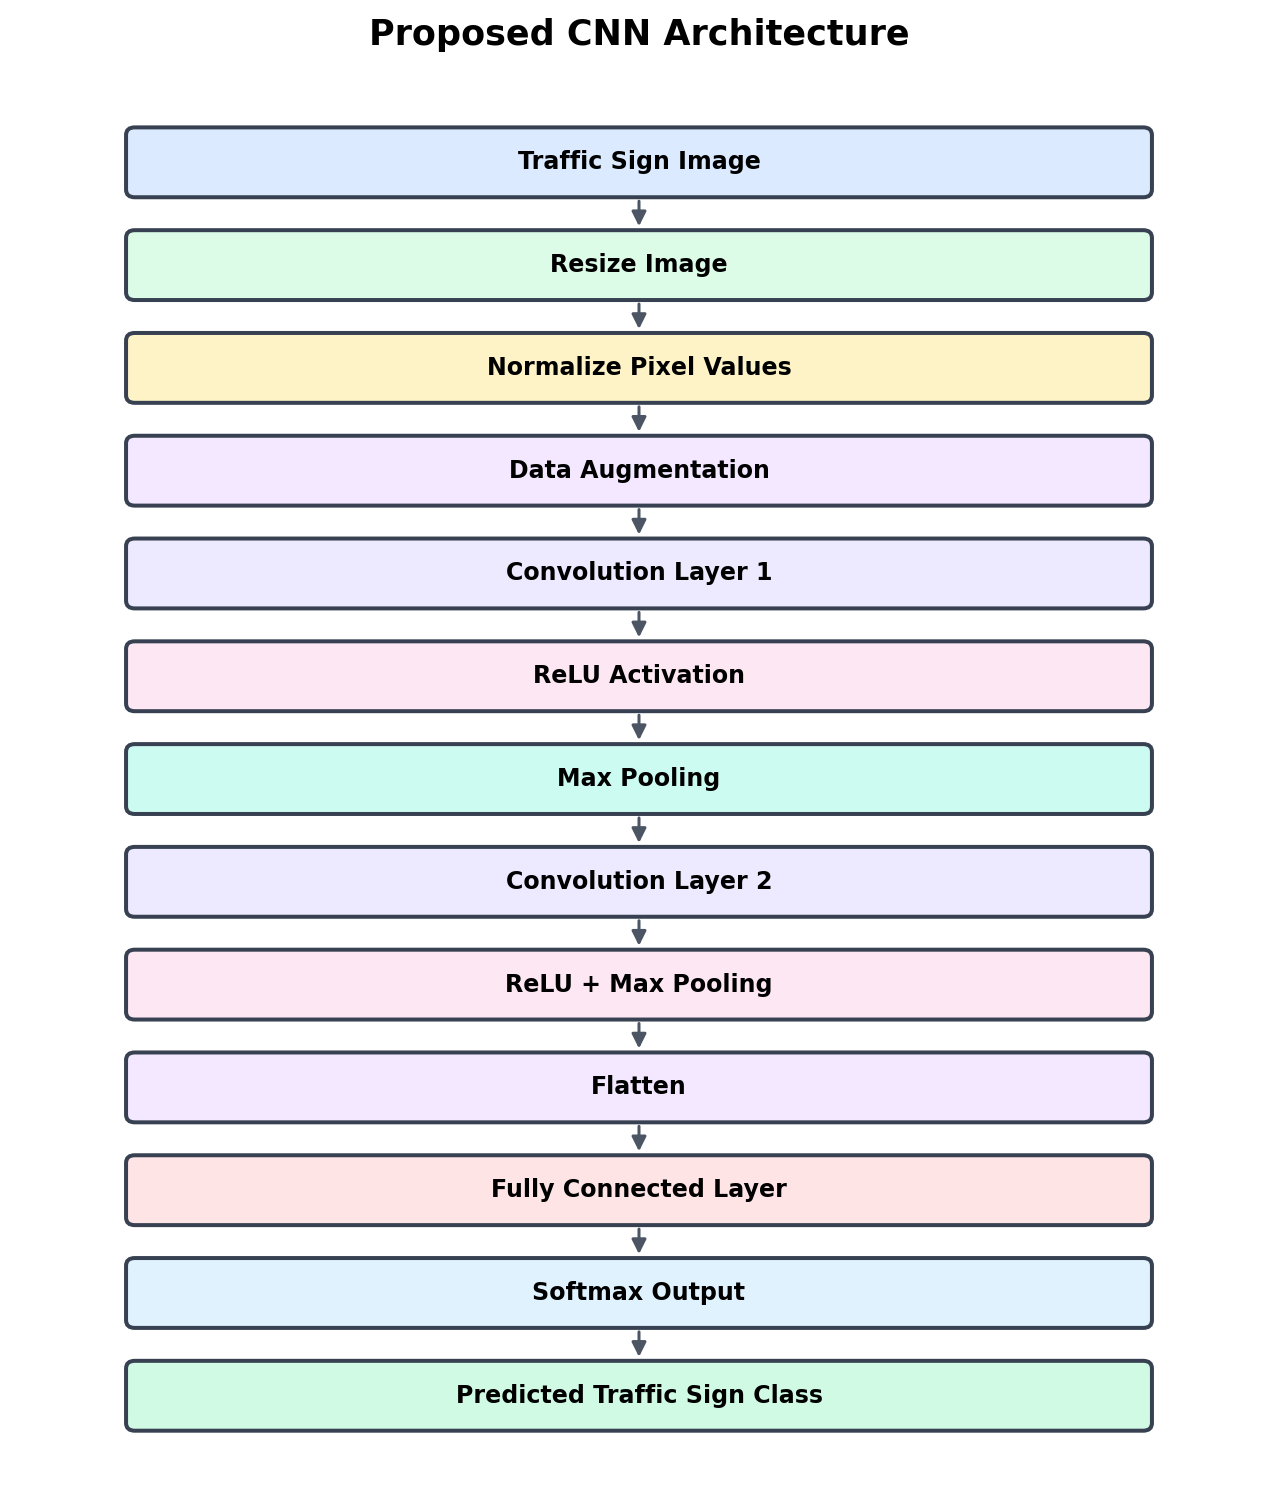 Proposed CNN Architecture
Traffic Sign Image
Resize Image
Normalize Pixel Values
Data Augmentation
Convolution Layer 1
ReLU Activation
Max Pooling
Convolution Layer 2
ReLU + Max Pooling
Flatten
Fully Connected Layer
Softmax Output
Predicted Traffic Sign Class